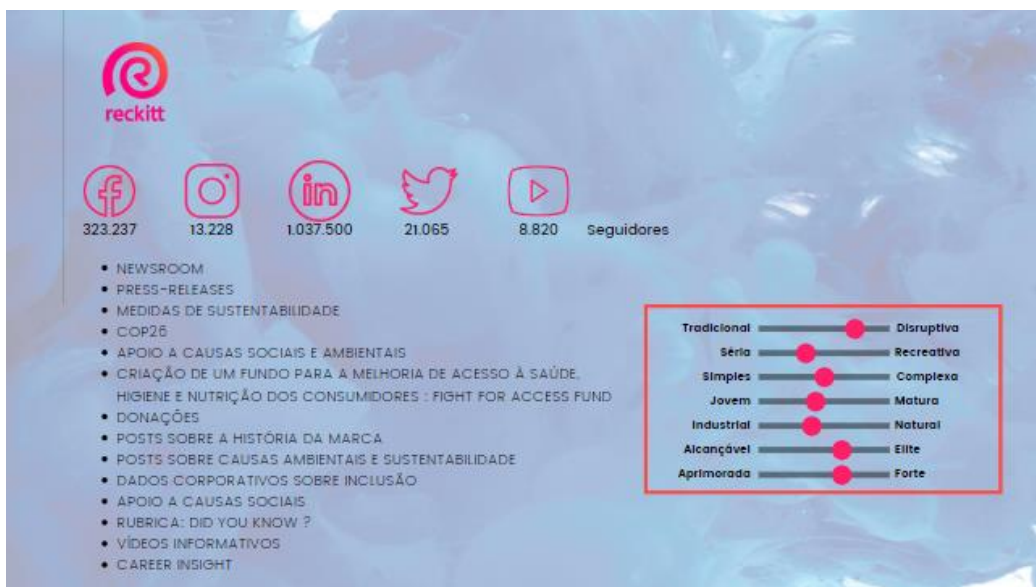 reckitt
323.237 13.228 1.037.500 21.065 8.820 Seguidores
• NEWSROOM
• PRESS-RELEASES
• MEDIDAS DE SUSTENTABILIDADE
• COP26
• APOIO A CAUSAS SOCIAIS E AMBIENTAIS
• CRIAÇÃO DE UM FUNDO PARA A MELHORIA DE ACESSO À SAÚDE,
HIGIENE E NUTRIÇÃO DOS CONSUMIDORES : FIGHT FOR ACCESS FUND
• DONAÇÕES
• POSTS SOBRE A HISTÓRIA DA MARCA
• POSTS SOBRE CAUSAS AMBIENTAIS E SUSTENTABILIDADE
• DADOS CORPORATIVOS SOBRE INCLUSÃO
• APOIO A CAUSAS SOCIAIS
• RUBRICA: DID YOU KNOW ?
• VÍDEOS INFORMATIVOS
• CAREER INSIGHT
Tradicional Disruptiva
Séria Recreativa
Simples Complexa
Jovem Matura
Industrial Natural
Alcançável Elite
Aprimorada Forte